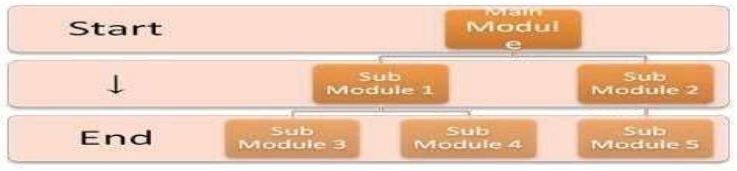 Start
Main
Modul
e
↓
Sub
Module 1
Sub
Module 2
End
Sub
Module 3
Sub
Module 4
Sub
Module 5